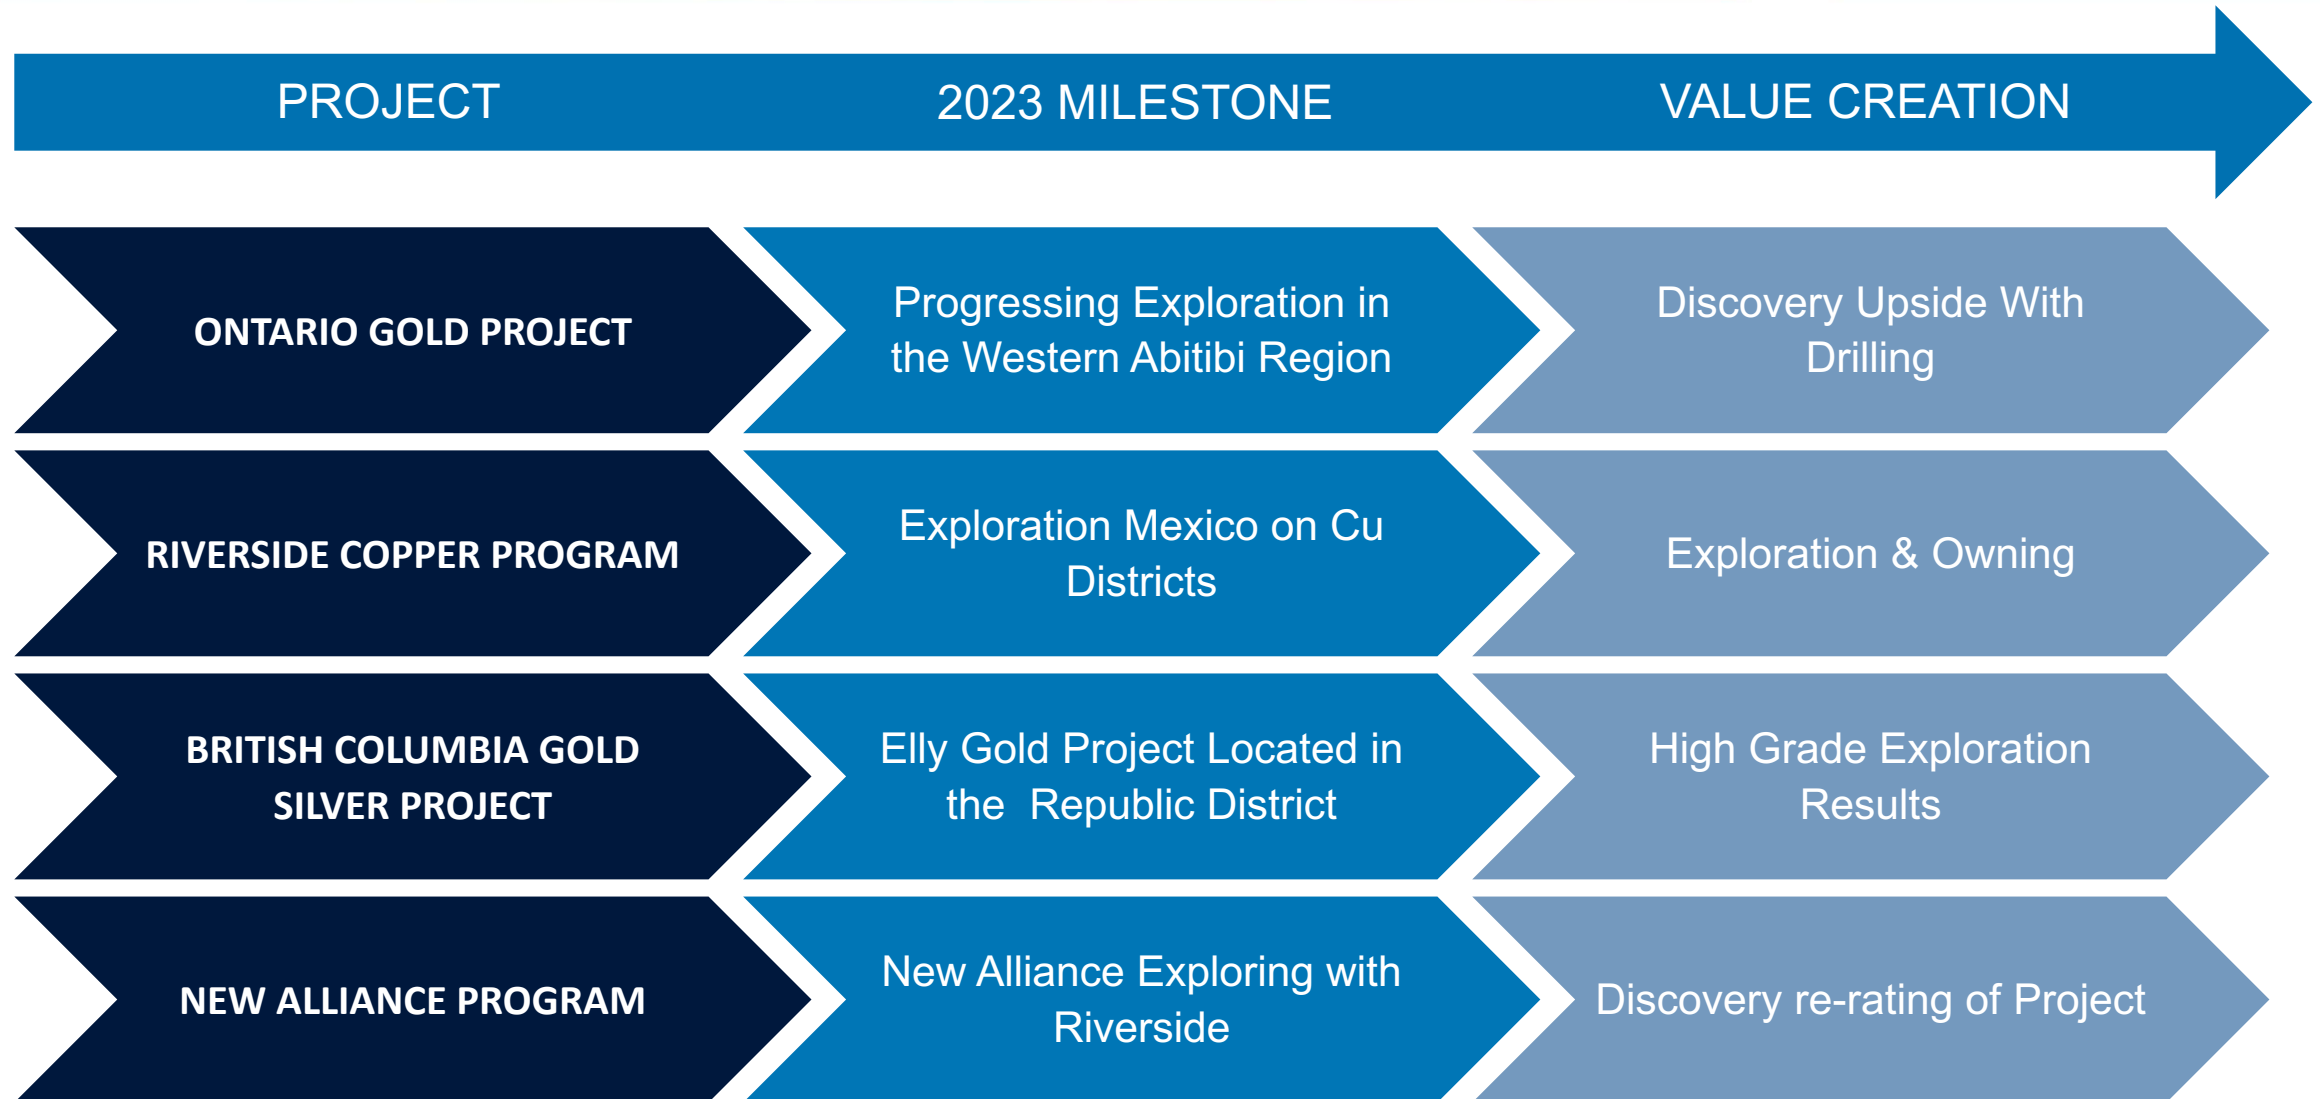 PROJECT 2023 MILESTONE VALUE CREATION
ONTARIO GOLD PROJECT
Progressing Exploration in
the Western Abitibi Region
Discovery Upside With
Drilling
RIVERSIDE COPPER PROGRAM
Exploration Mexico on Cu
Districts
Exploration & Owning
BRITISH COLUMBIA GOLD
SILVER PROJECT
Elly Gold Project Located in
the  Republic District
High Grade Exploration
Results
NEW ALLIANCE PROGRAM
New Alliance Exploring with
Riverside
Discovery re-rating of Project